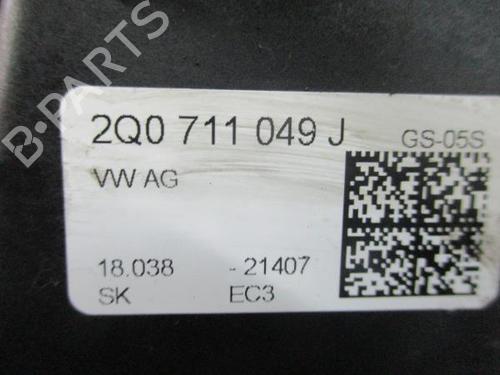 B-PARTS
2Q0 711 049 J
GS-05S
VW AG
18.038 - 21407
SK EC3